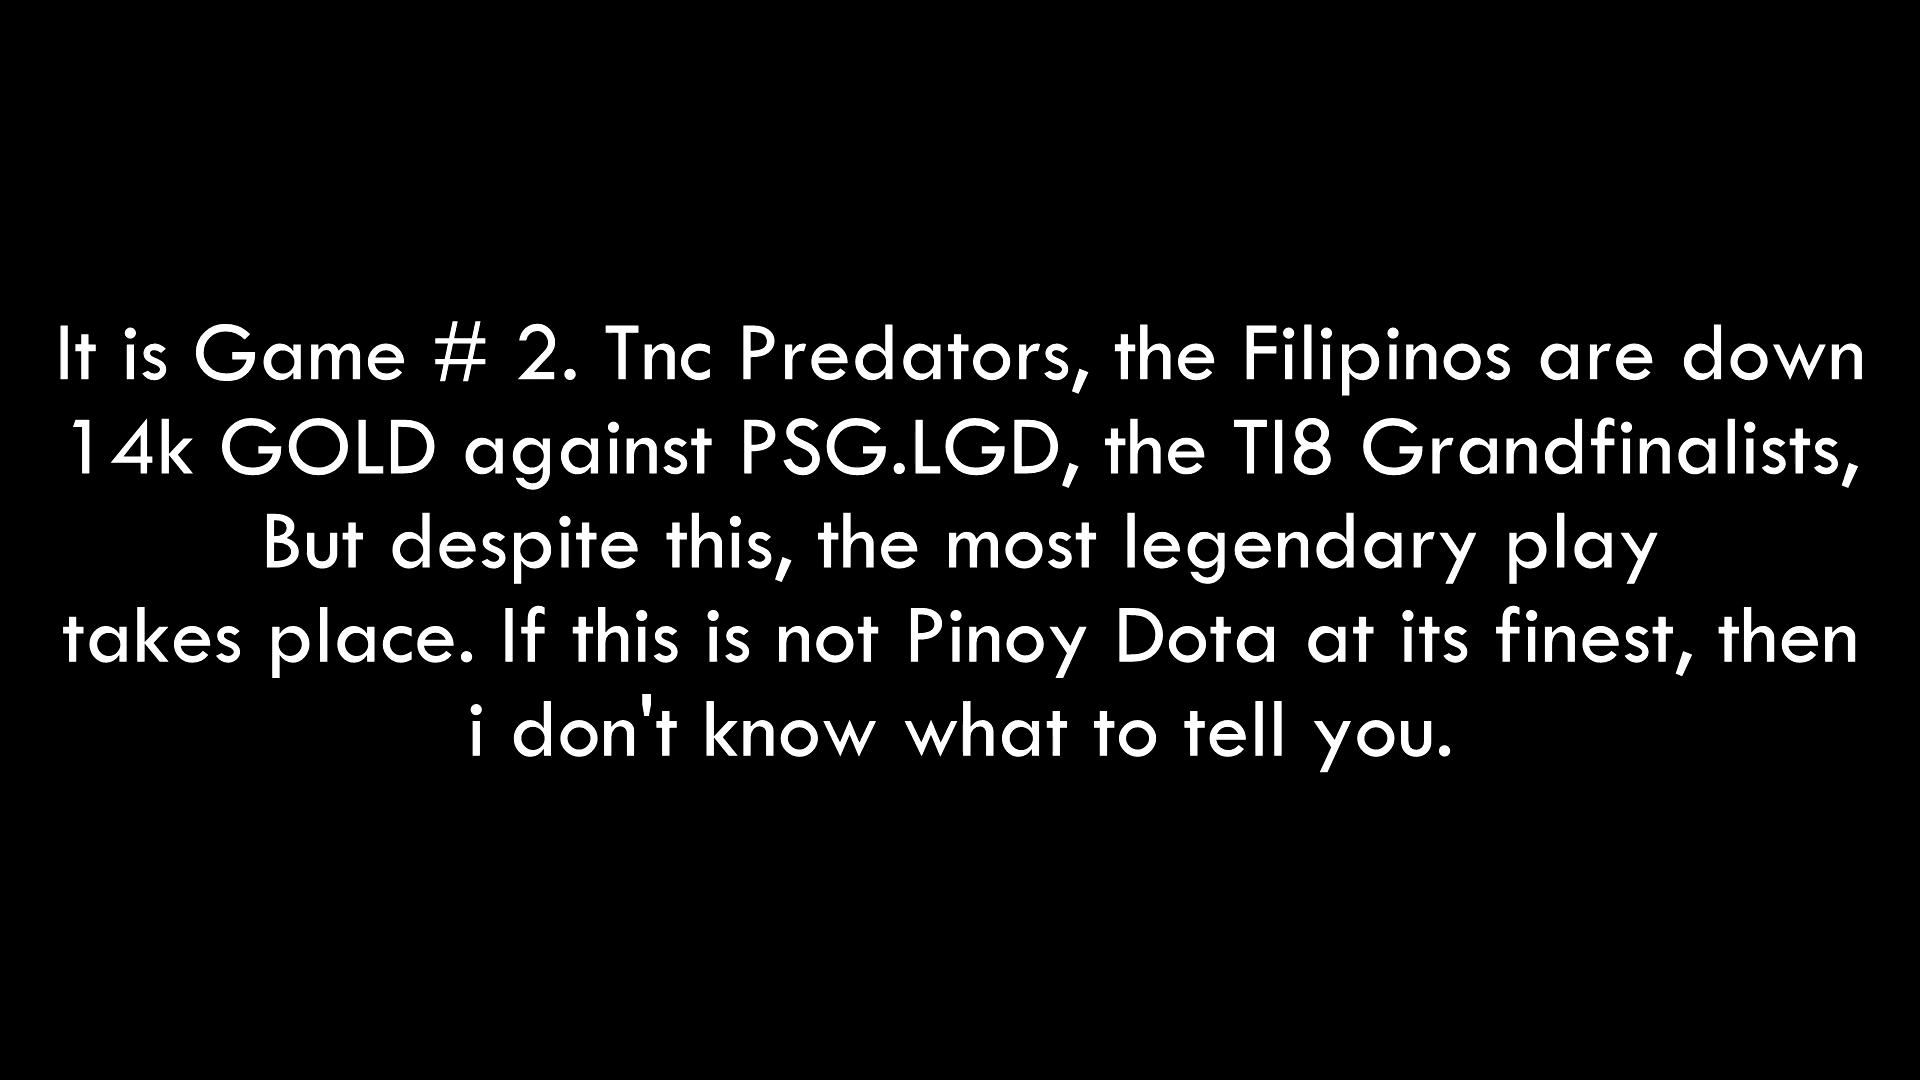 It is Game # 2. Tnc Predators, the Filipinos are down
14k GOLD against PSG.LGD, the TI8 Grandfinalists,
But despite this, the most legendary play
takes place. If this is not Pinoy Dota at its finest, then
i don't know what to tell you.